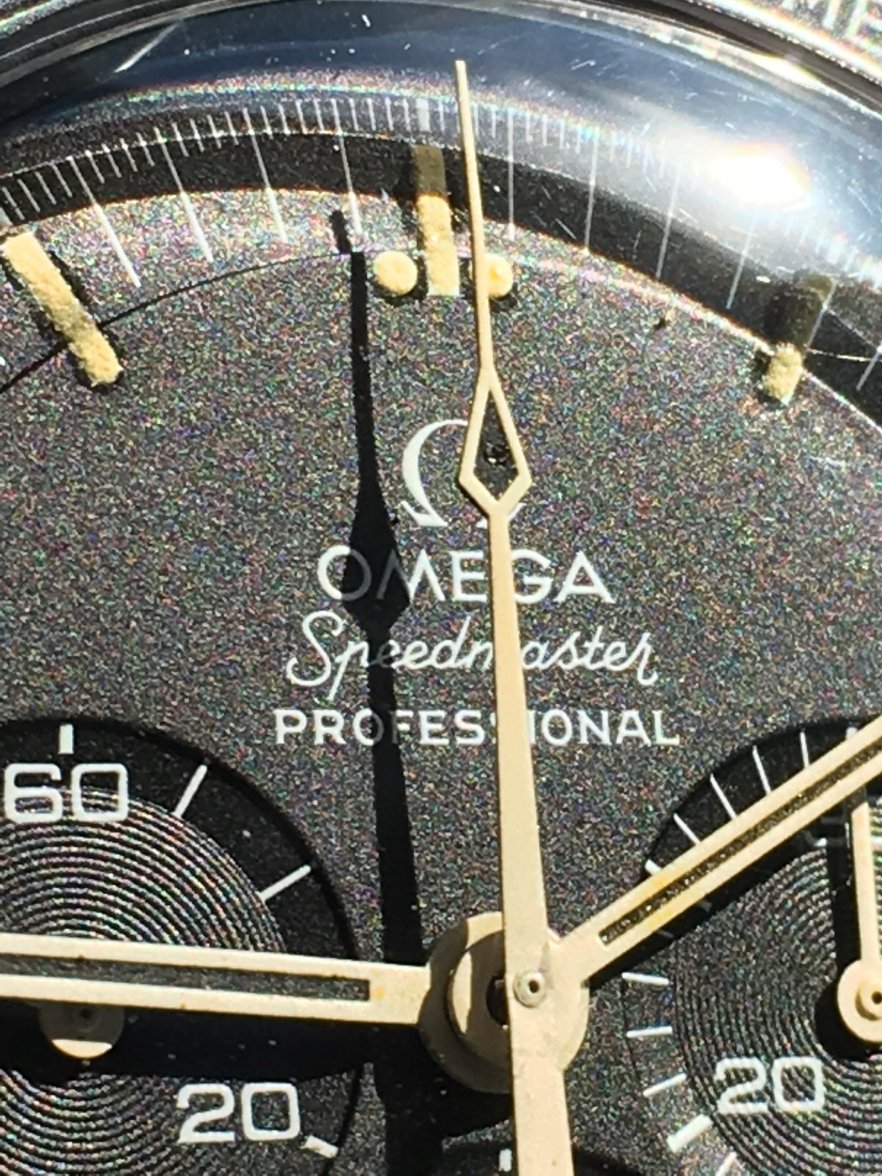 OMEGA
Speedmaster
PROFESSIONAL
60
20
20